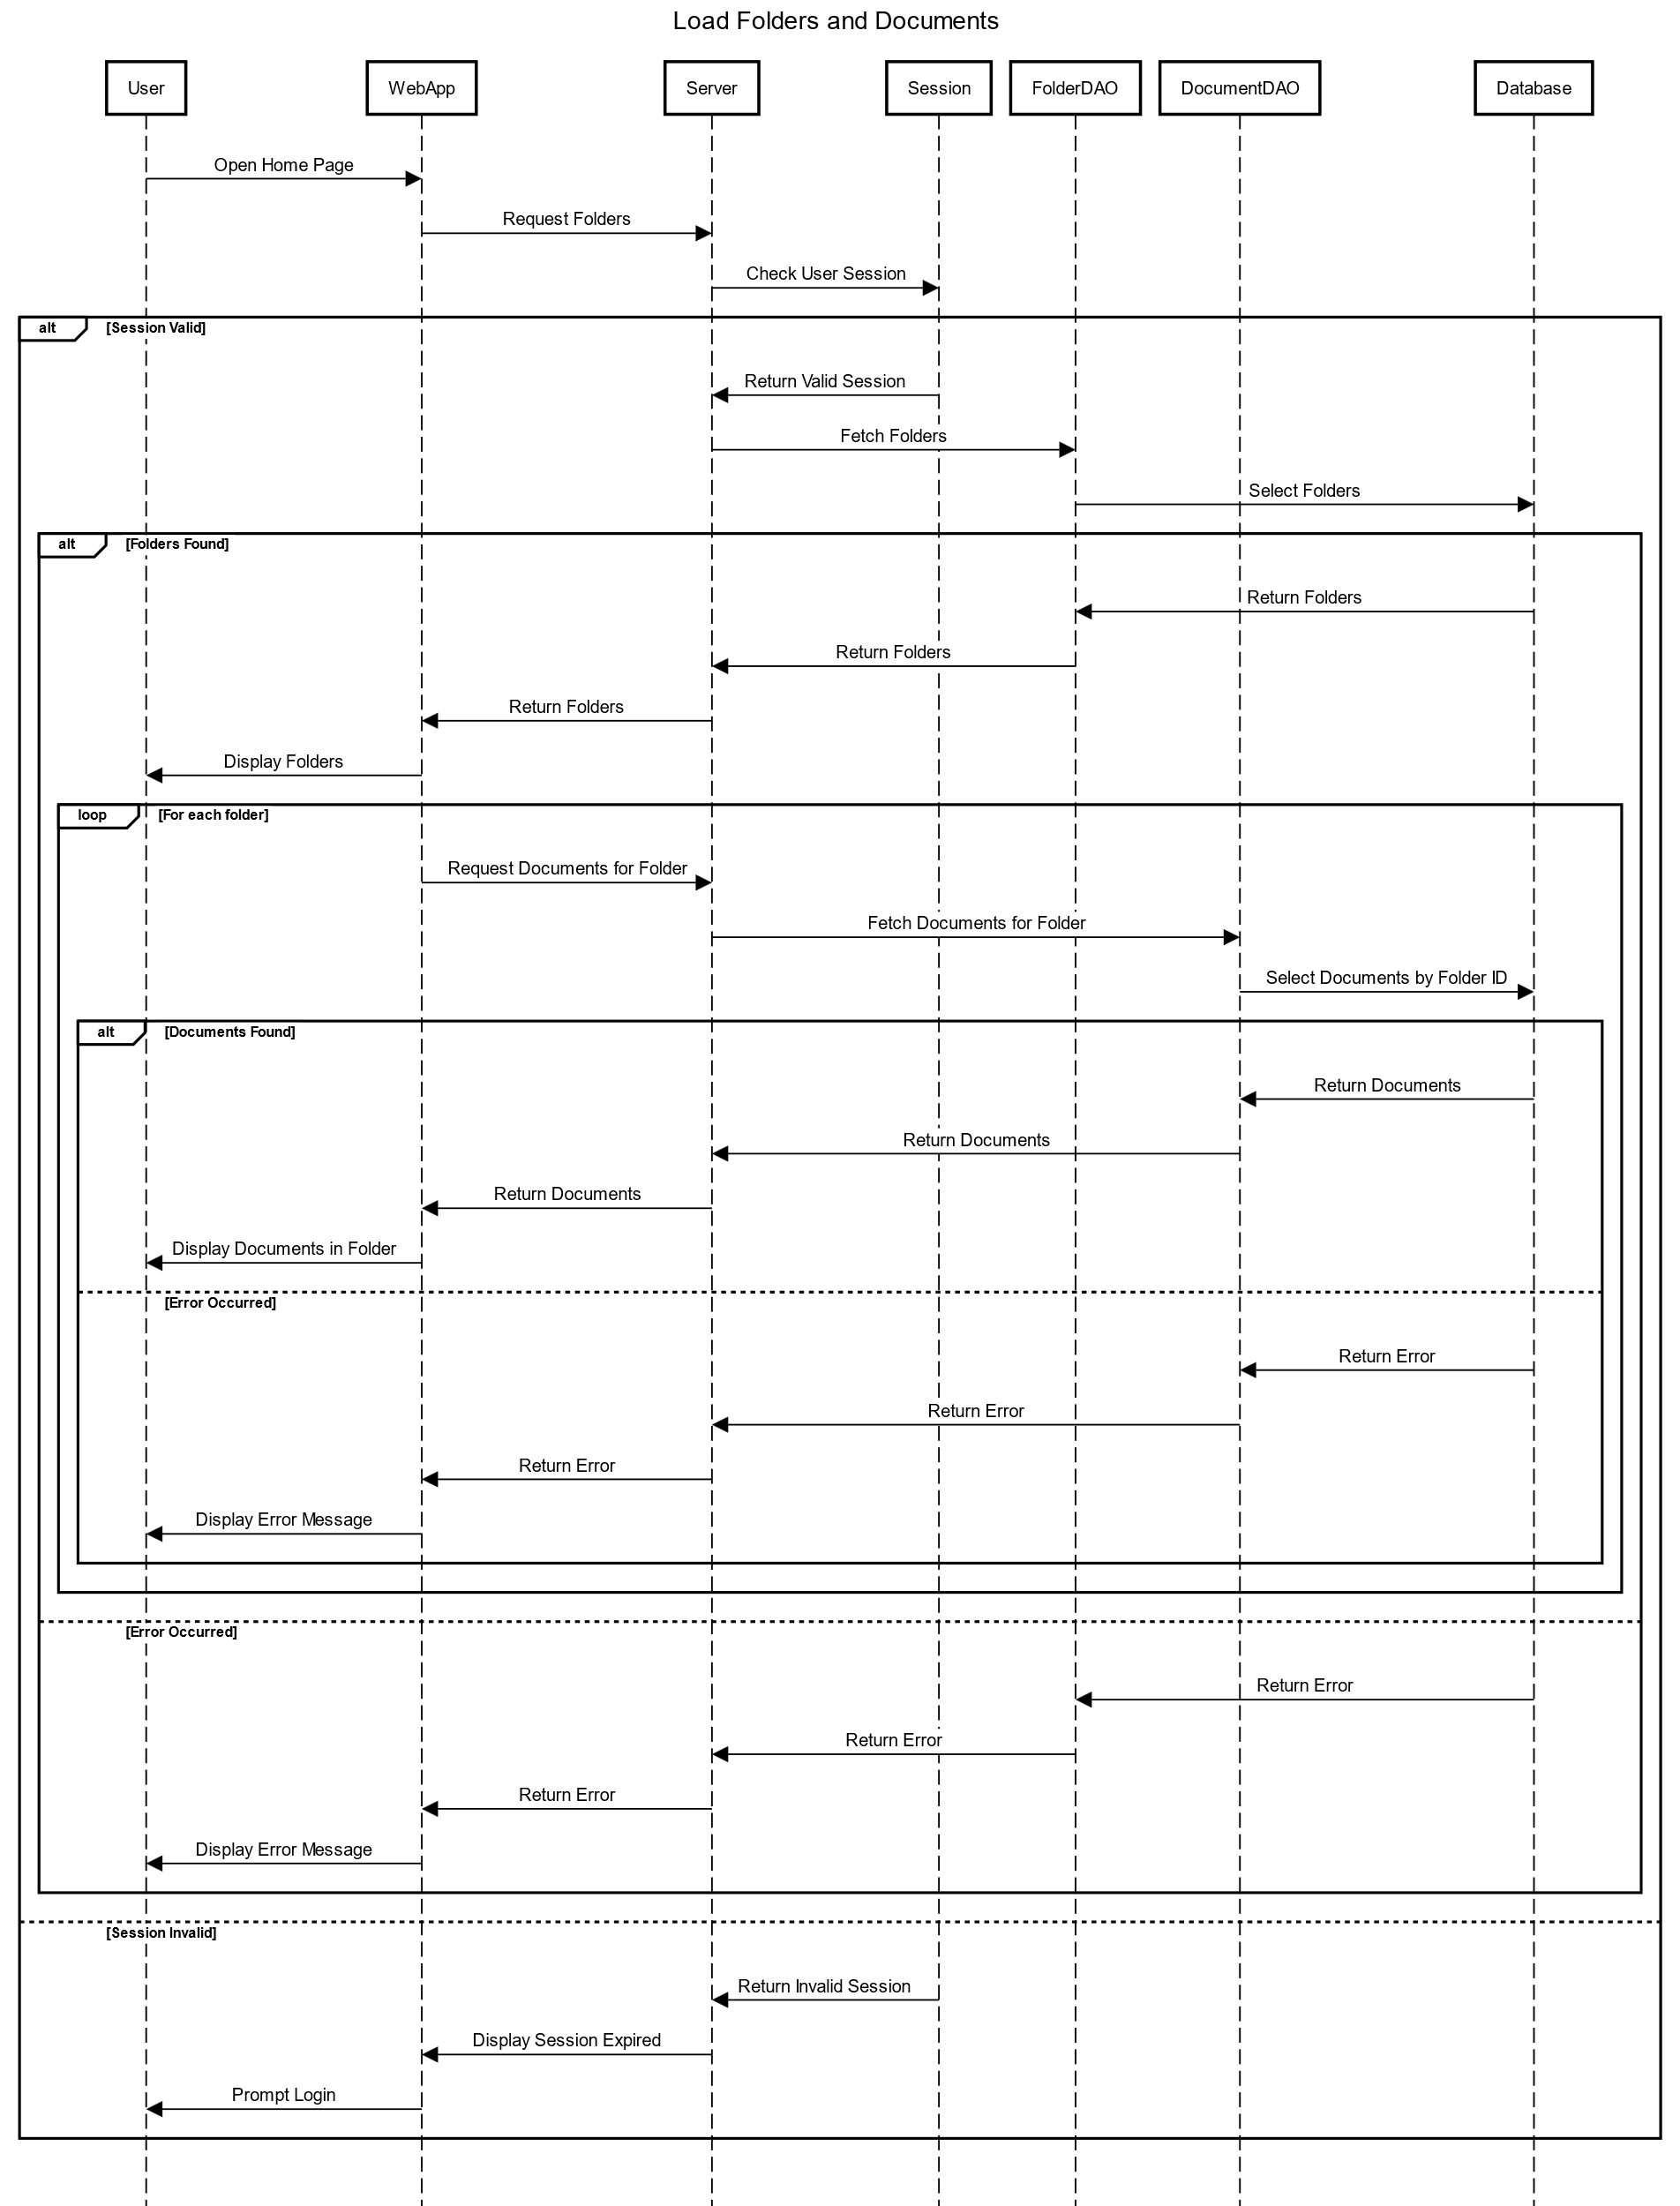 Load Folders and Documents
User
WebApp
Server
Session
FolderDAO
DocumentDAO
Database
Open Home Page
Request Folders
Check User Session
alt [Session Valid]
Return Valid Session
Fetch Folders
Select Folders
alt [Folders Found]
Return Folders
Return Folders
Return Folders
Display Folders
loop [For each folder]
Request Documents for Folder
Fetch Documents for Folder
Select Documents by Folder ID
alt [Documents Found]
Return Documents
Return Documents
Return Documents
Display Documents in Folder
[Error Occurred]
Return Error
Return Error
Return Error
Display Error Message
[Error Occurred]
Return Error
Return Error
Return Error
Display Error Message
[Session Invalid]
Return Invalid Session
Display Session Expired
Prompt Login